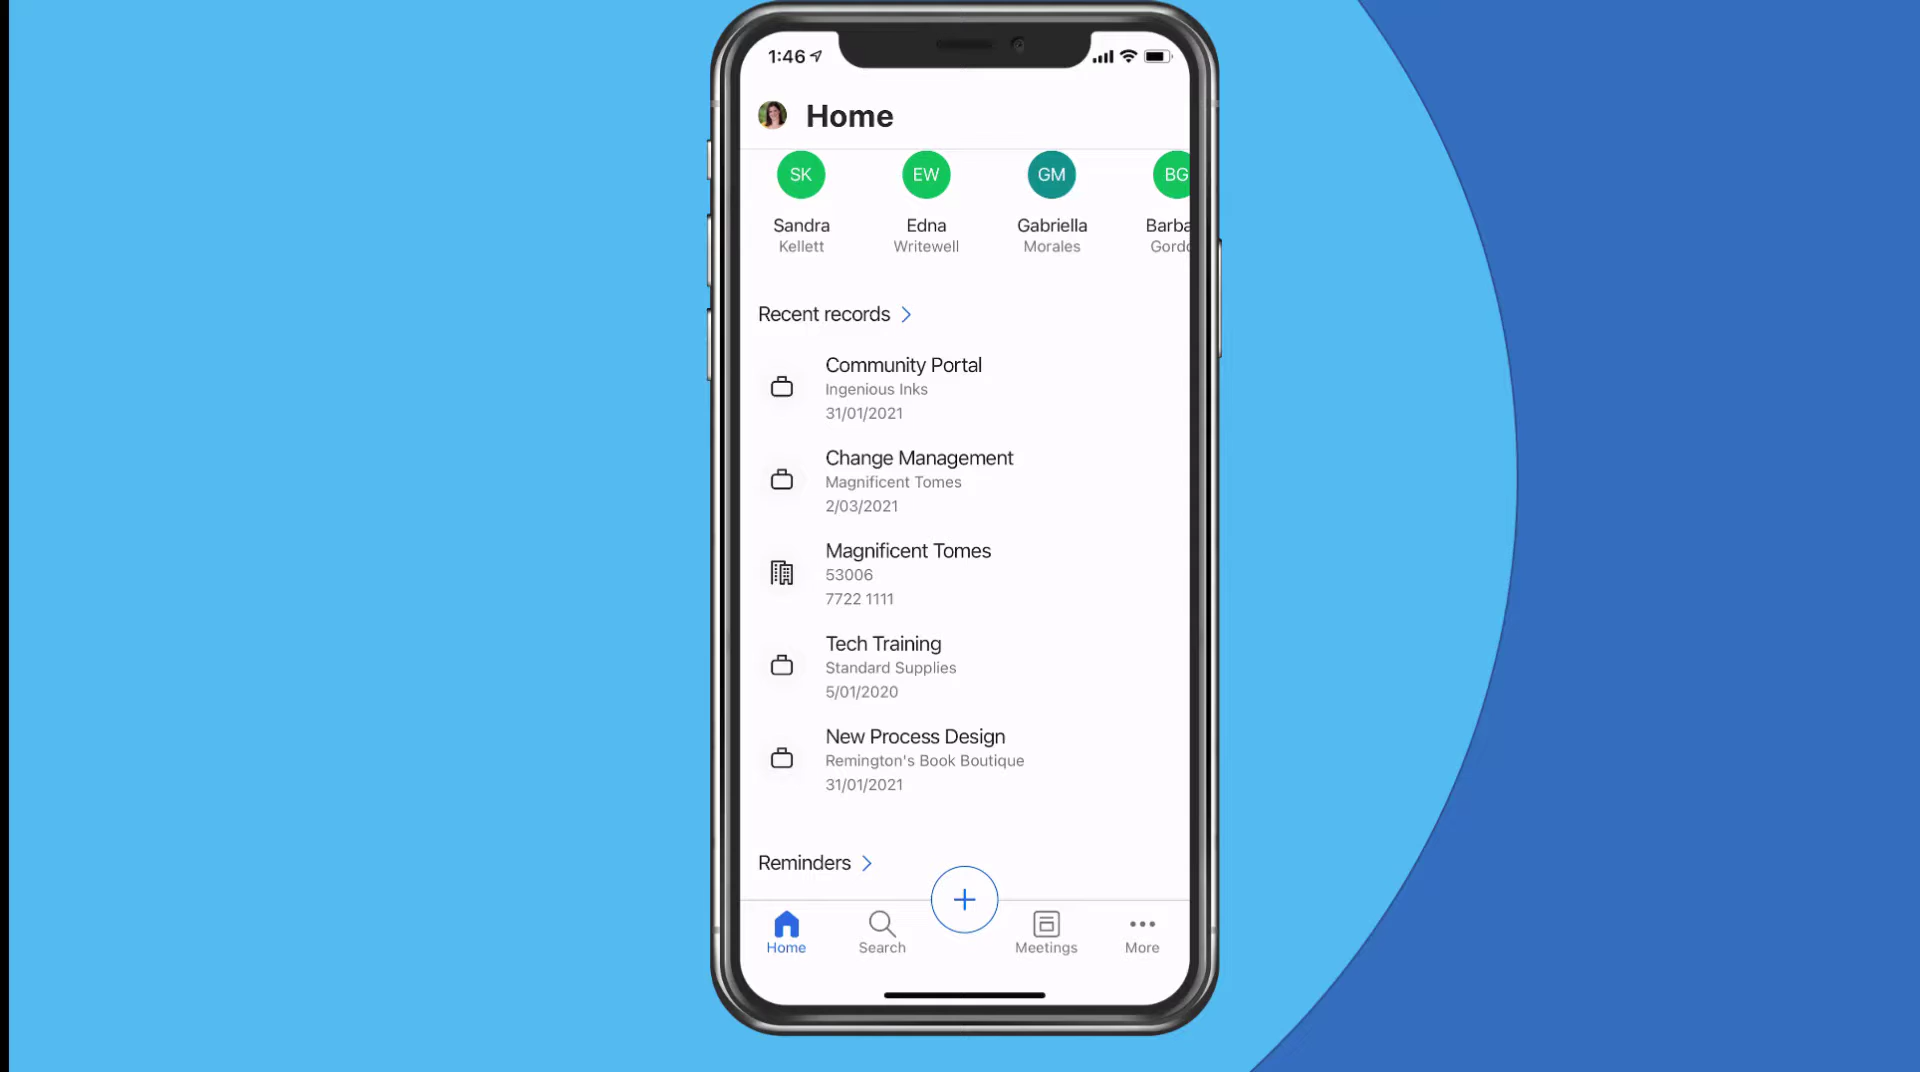 1:46
Home
SK EW GM BG
Sandra Edna Gabriella Barba
Kellett Writewell Morales Gordo
Recent records
Community Portal
Ingenious Inks
31/01/2021
Change Management
Magnificent Tomes
2/03/2021
Magnificent Tomes
53006
7722 1111
Tech Training
Standard Supplies
5/01/2020
New Process Design
Remington's Book Boutique
31/01/2021
Reminders
Home Search Meetings More